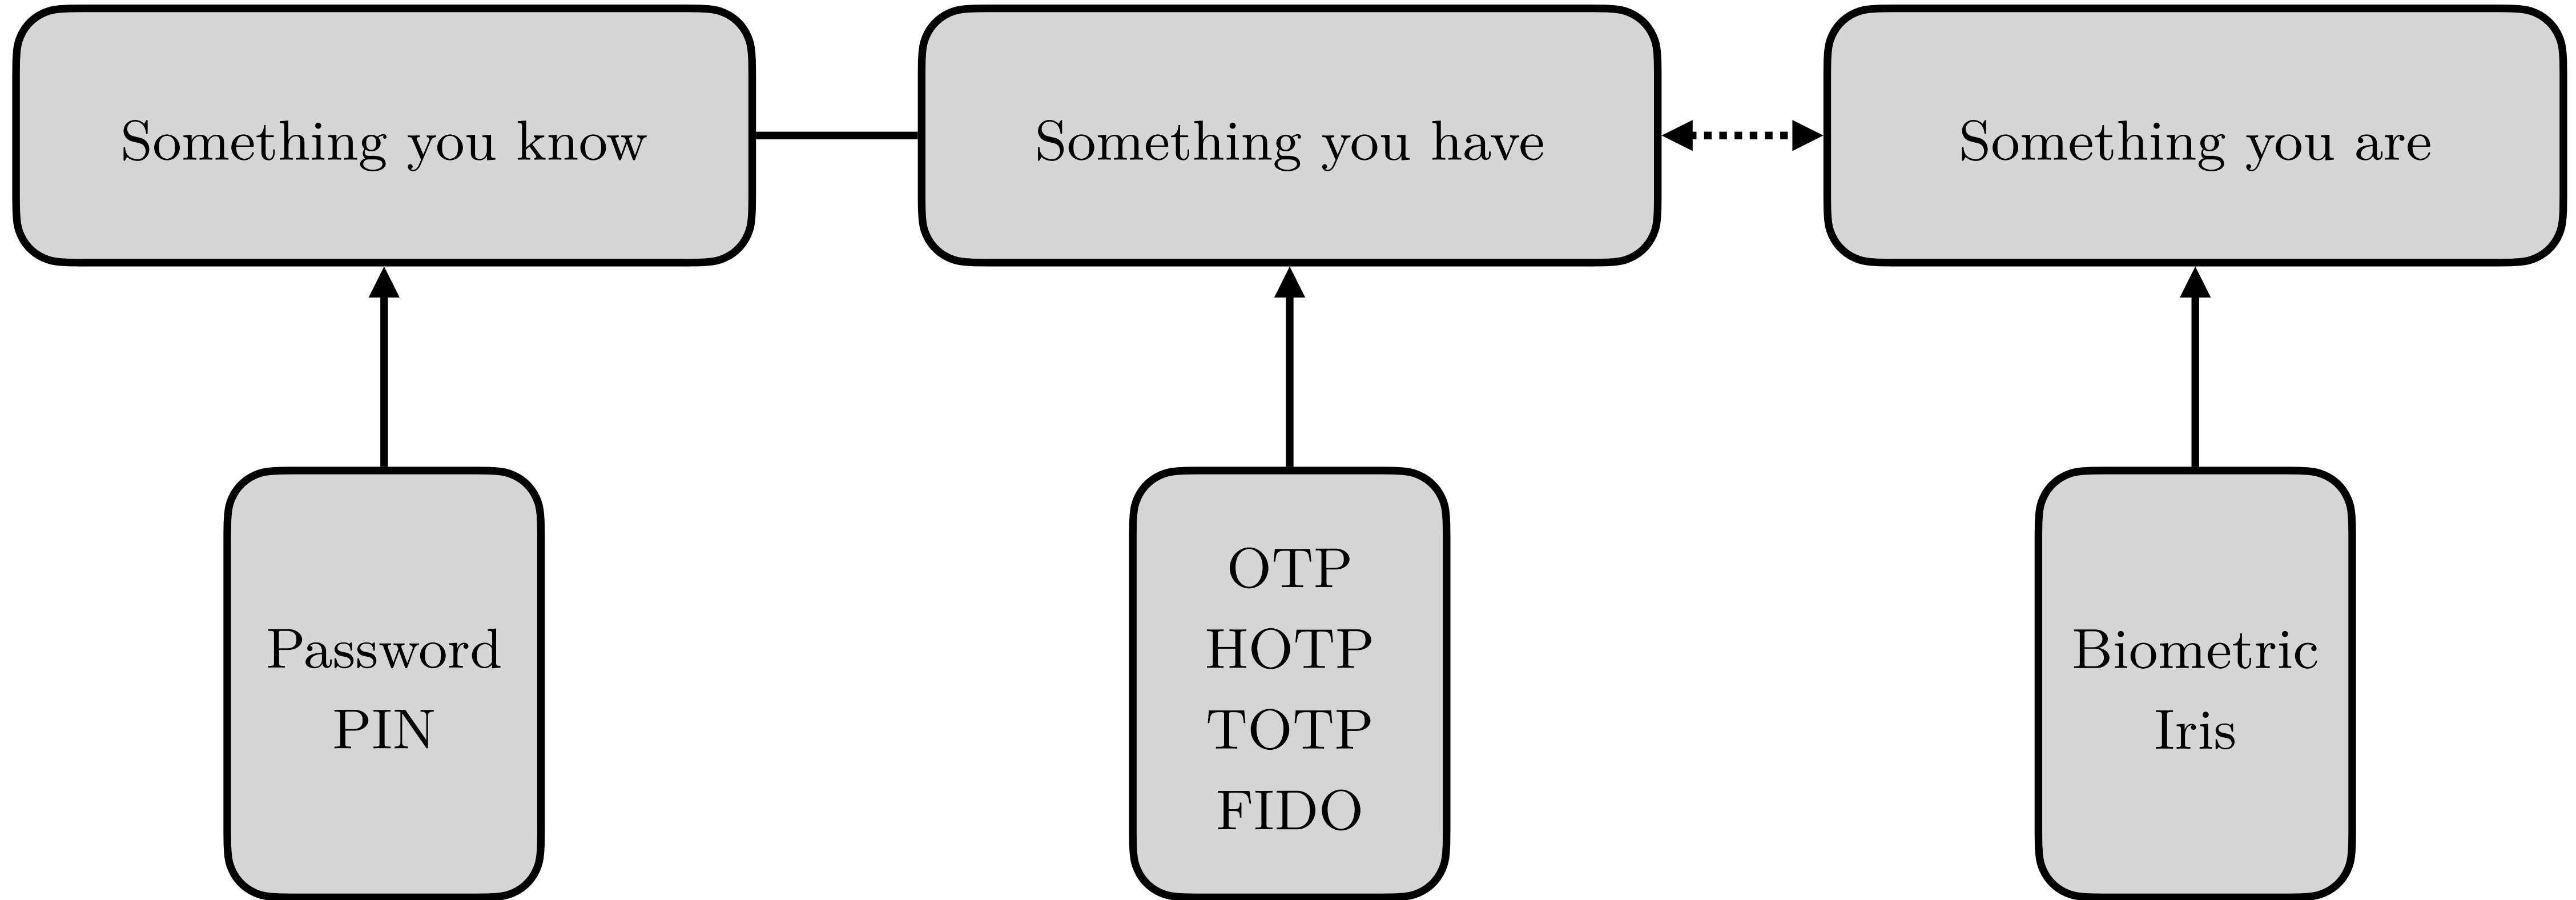 Something you know
Something you have
Something you are
Password
PIN
OTP
HOTP
TOTP
FIDO
Biometric
Iris